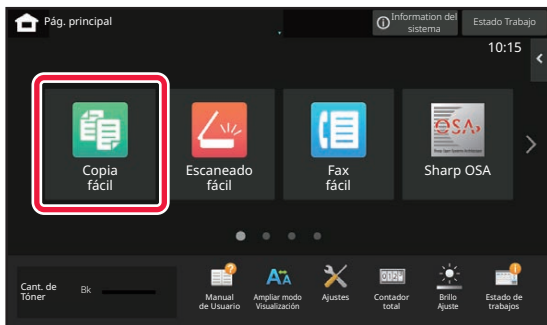 Pág. principal
Information del
sistema
Estado Trabajo
10:15
Copia
fácil
Escaneado
fácil
Fax
fácil
Sharp OSA
OSA
Cant. de
Tóner
Bk
Manual
de Usuario
Ampliar modo
Visualización
Ajustes
Contador
total
Brillo
Ajuste
Estado de
trabajos